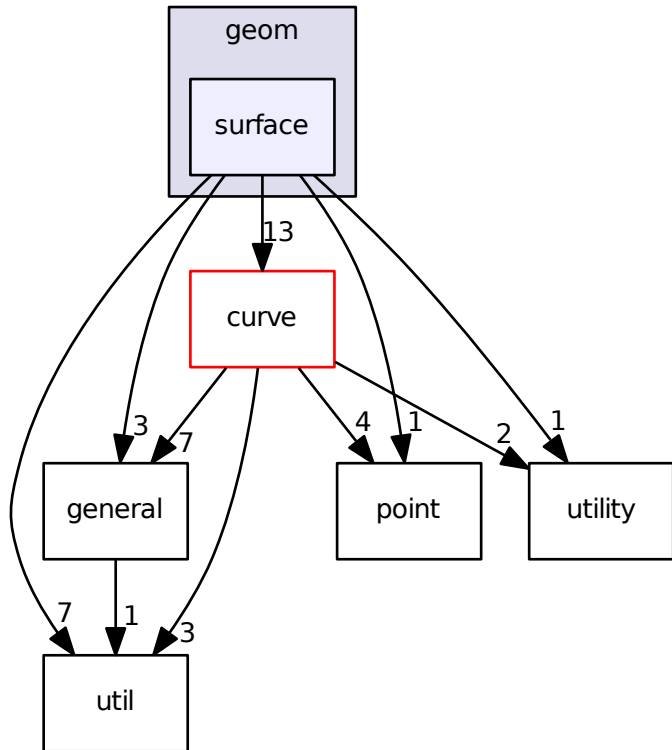 geom
surface
13
curve
3
7
4
1
2
1
general
point
utility
7
1
3
util